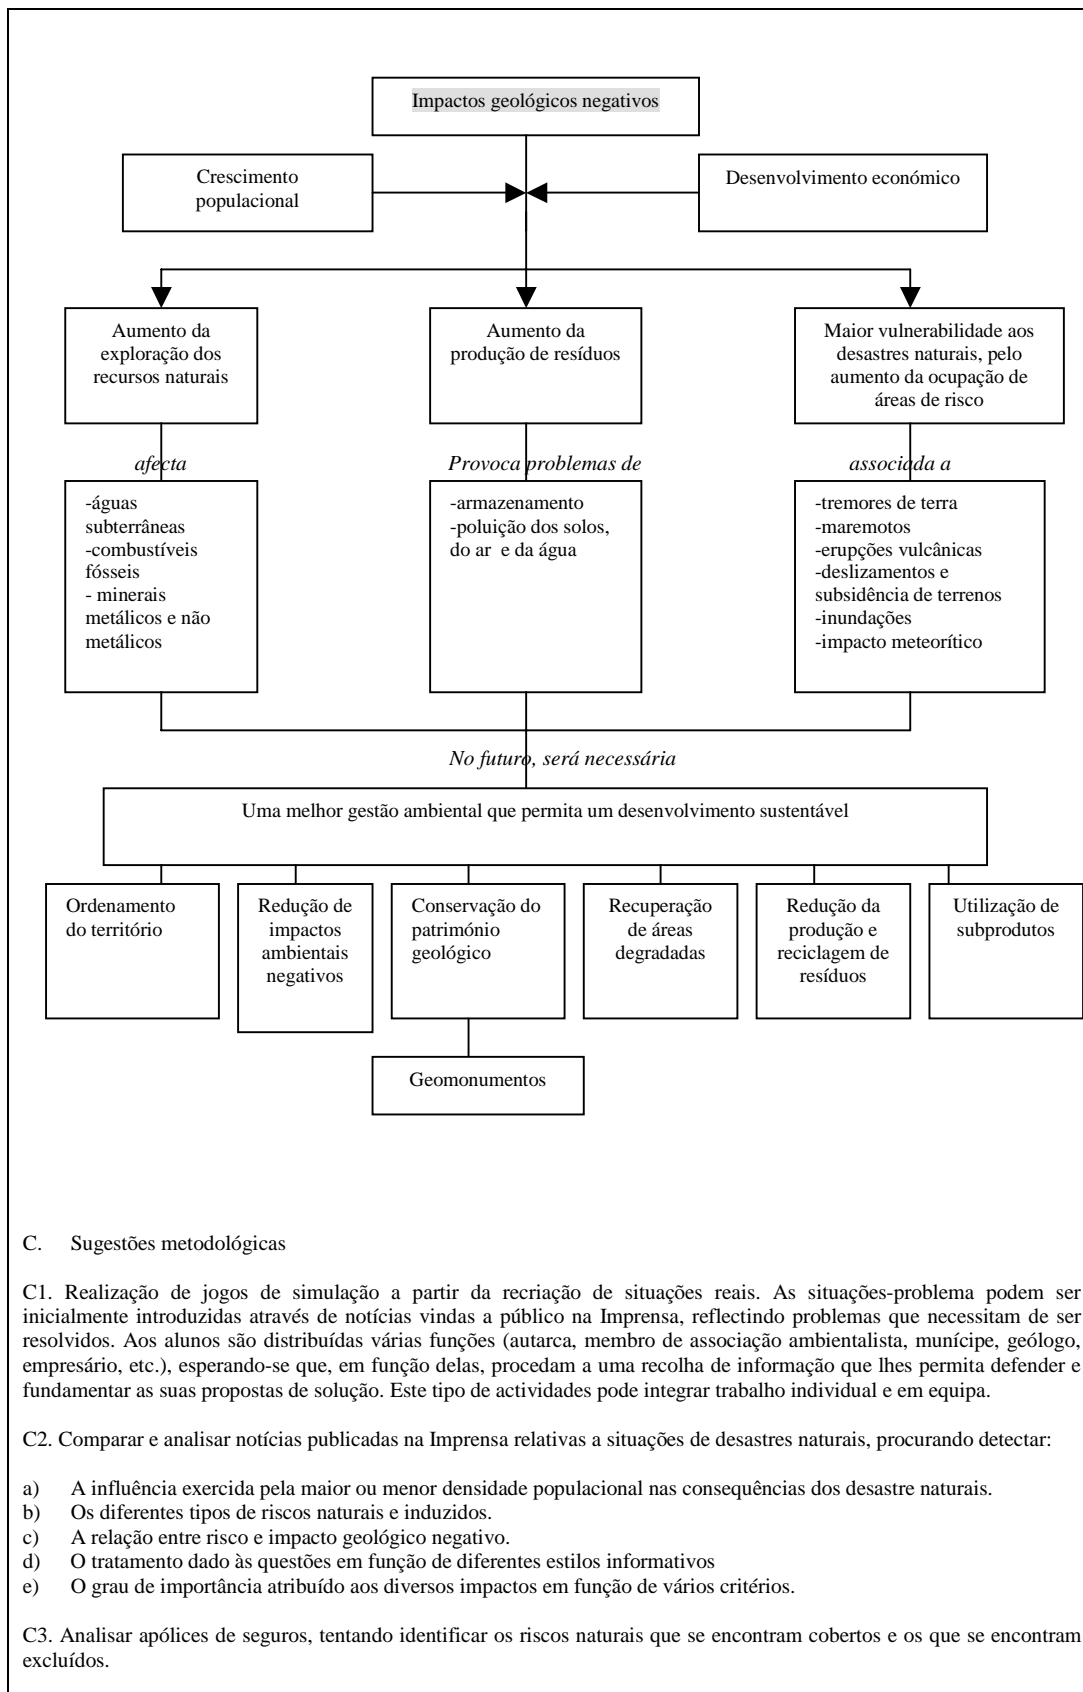 Impactos geológicos negativos
Crescimento
populacional
Desenvolvimento económico
Aumento da
exploração dos
recursos naturais
Aumento da
produção de resíduos
Maior vulnerabilidade aos
desastres naturais, pelo
aumento da ocupação de
áreas de risco
afecta
Provoca problemas de
associada a
-águas
subterrâneas
-combustíveis
fósseis
- minerais
metálicos e não
metálicos
-armazenamento
-poluição dos solos,
do ar e da água
-tremores de terra
-maremotos
-erupções vulcânicas
-deslizamentos e
subsidência de terrenos
-inundações
-impacto meteorítico
No futuro, será necessária
Uma melhor gestão ambiental que permita um desenvolvimento sustentável
Ordenamento
do território
Redução de
impactos
ambientais
negativos
Conservação do
património
geológico
Recuperação
de áreas
degradadas
Redução da
produção e
reciclagem de
resíduos
Utilização de
subprodutos
Geomonumentos
C. Sugestões metodológicas
C1. Realização de jogos de simulação a partir da recriação de situações reais. As situações-problema podem ser
inicialmente introduzidas através de notícias vindas a público na Imprensa, reflectindo problemas que necessitam de ser
resolvidos. Aos alunos são distribuídas várias funções (autarca, membro de associação ambientalista, munícipe, geólogo,
empresário, etc.), esperando-se que, em função delas, procedam a uma recolha de informação que lhes permita defender e
fundamentar as suas propostas de solução. Este tipo de actividades pode integrar trabalho individual e em equipa.
C2. Comparar e analisar notícias publicadas na Imprensa relativas a situações de desastres naturais, procurando detectar:
a) A influência exercida pela maior ou menor densidade populacional nas consequências dos desastre naturais.
b) Os diferentes tipos de riscos naturais e induzidos.
c) A relação entre risco e impacto geológico negativo.
d) O tratamento dado às questões em função de diferentes estilos informativos
e) O grau de importância atribuído aos diversos impactos em função de vários critérios.
C3. Analisar apólices de seguros, tentando identificar os riscos naturais que se encontram cobertos e os que se encontram
excluídos.